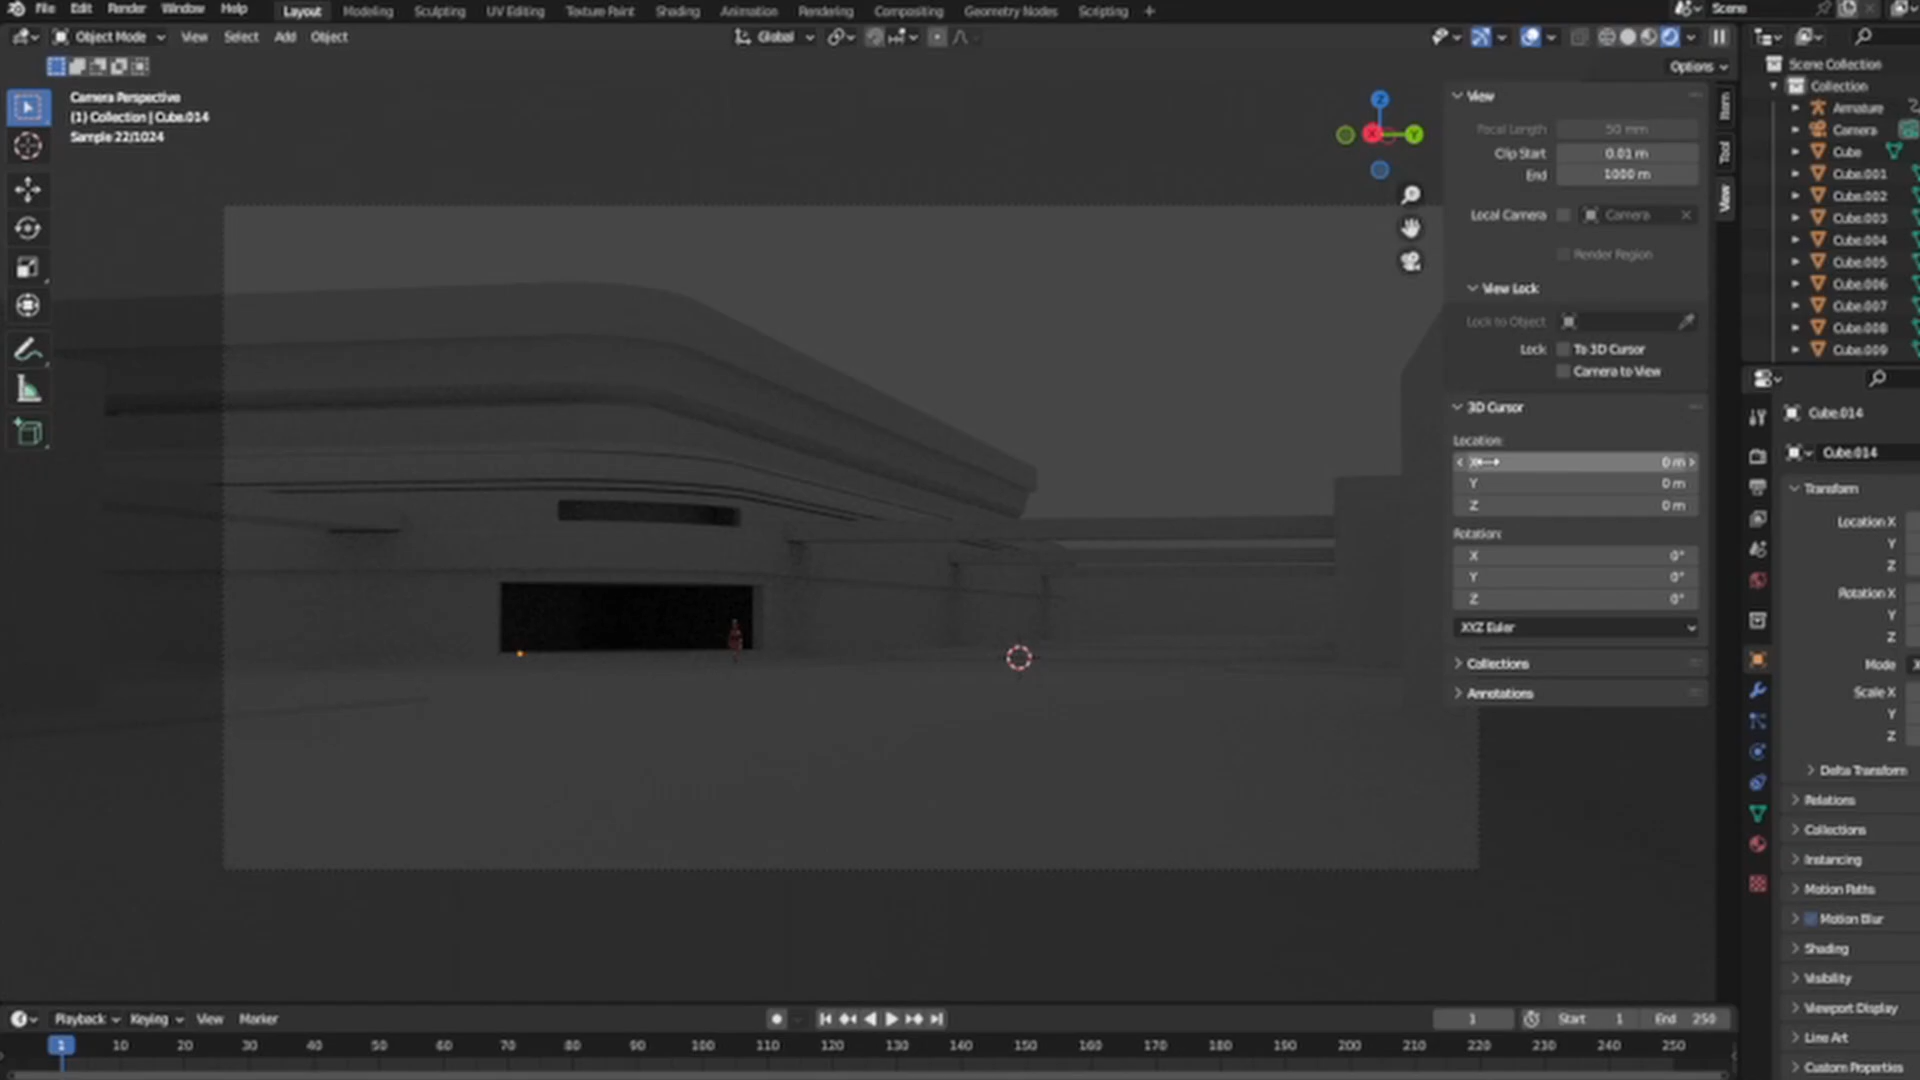 File Edit Render Window Help Layout Modeling Sculpting UV Editing Texture Paint Shading Animation Rendering Compositing Geometry Nodes Scripting + Scene
Object Mode View Select Add Object Global
Options
Camera Perspective
(1) Collection | Cube.014
Sample 22/1024
View
Focal Length 50 mm
Clip Start 0.01 m
End 1000 m
Local Camera Camera
Render Region
View Lock
Lock to Object
Lock To 3D Cursor
Camera to View
3D Cursor
Location:
X 0 m
Y 0 m
Z 0 m
Rotation:
X 0°
Y 0°
Z 0°
XYZ Euler
Collections
Annotations
Item
Tool
View
Z
X
Y
Scene Collection
Collection
Armature
Camera
Cube
Cube.001
Cube.002
Cube.003
Cube.004
Cube.005
Cube.006
Cube.007
Cube.008
Cube.009
Cube.014
Cube.014
Transform
Location X
Y
Z
Rotation X
Y
Z
Mode X
Scale X
Y
Z
Delta Transform
Relations
Collections
Instancing
Motion Paths
Motion Blur
Shading
Visibility
Viewport Display
Line Art
Custom Properties
Playback Keying View Marker 1 Start 1 End 250
1 10 20 30 40 50 60 70 80 90 100 110 120 130 140 150 160 170 180 190 200 210 220 230 240 250